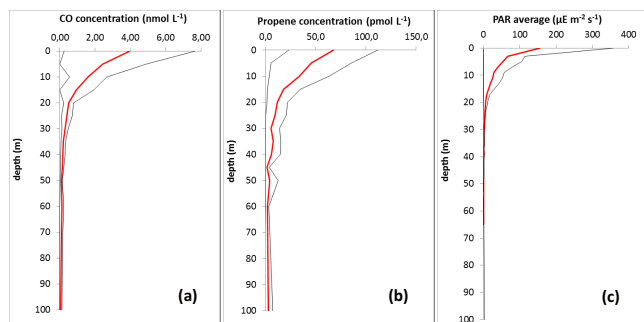 CO concentration (nmol L⁻¹)
0,00 2,00 4,00 6,00 8,00
0
10
20
30
40
50
60
70
80
90
100
depth (m)
(a)
Propene concentration (pmol L⁻¹)
0,0 50,0 100,0 150,0
0
10
20
30
40
50
60
70
80
90
100
depth (m)
(b)
PAR average (μE m⁻² s⁻¹)
0 100 200 300 400
0
10
20
30
40
50
60
70
80
90
100
depth (m)
(c)